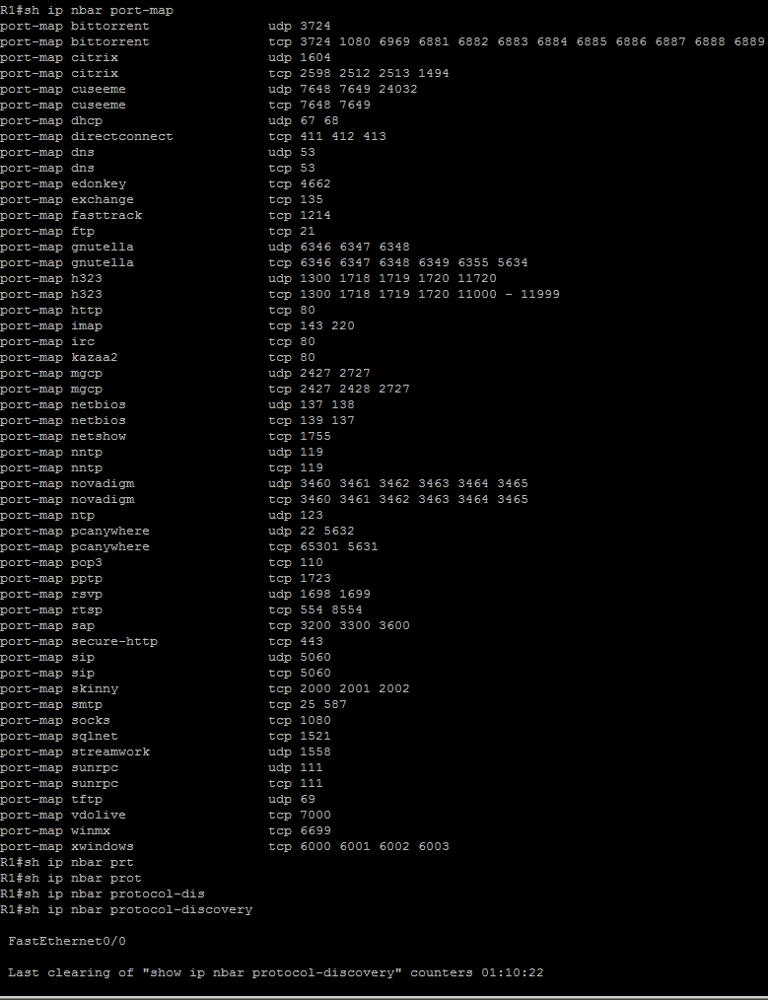 R1#sh ip nbar port-map
port-map bittorrent udp 3724
port-map bittorrent tcp 3724 1080 6969 6881 6882 6883 6884 6885 6886 6887 6888 6889
port-map citrix udp 1604
port-map citrix tcp 2598 2512 2513 1494
port-map cuseeme udp 7648 7649 24032
port-map cuseeme tcp 7648 7649
port-map dhcp udp 67 68
port-map directconnect tcp 411 412 413
port-map dns udp 53
port-map dns tcp 53
port-map edonkey tcp 4662
port-map exchange tcp 135
port-map fasttrack tcp 1214
port-map ftp tcp 21
port-map gnutella udp 6346 6347 6348
port-map gnutella tcp 6346 6347 6348 6349 6355 5634
port-map h323 udp 1300 1718 1719 1720 11720
port-map h323 tcp 1300 1718 1719 1720 11000 - 11999
port-map http tcp 80
port-map imap tcp 143 220
port-map irc tcp 80
port-map kazaa2 tcp 80
port-map mgcp udp 2427 2727
port-map mgcp tcp 2427 2428 2727
port-map netbios udp 137 138
port-map netbios tcp 139 137
port-map netshow tcp 1755
port-map nntp udp 119
port-map nntp tcp 119
port-map novadigm udp 3460 3461 3462 3463 3464 3465
port-map novadigm tcp 3460 3461 3462 3463 3464 3465
port-map ntp udp 123
port-map pcanywhere udp 22 5632
port-map pcanywhere tcp 65301 5631
port-map pop3 tcp 110
port-map pptp tcp 1723
port-map rsvp udp 1698 1699
port-map rtsp tcp 554 8554
port-map sap tcp 3200 3300 3600
port-map secure-http tcp 443
port-map sip udp 5060
port-map sip tcp 5060
port-map skinny tcp 2000 2001 2002
port-map smtp tcp 25 587
port-map socks tcp 1080
port-map sqlnet tcp 1521
port-map streamwork udp 1558
port-map sunrpc udp 111
port-map sunrpc tcp 111
port-map tftp udp 69
port-map vdolive tcp 7000
port-map winmx tcp 6699
port-map xwindows tcp 6000 6001 6002 6003
R1#sh ip nbar prt
R1#sh ip nbar prot
R1#sh ip nbar protocol-dis
R1#sh ip nbar protocol-discovery
FastEthernet0/0
Last clearing of "show ip nbar protocol-discovery" counters 01:10:22